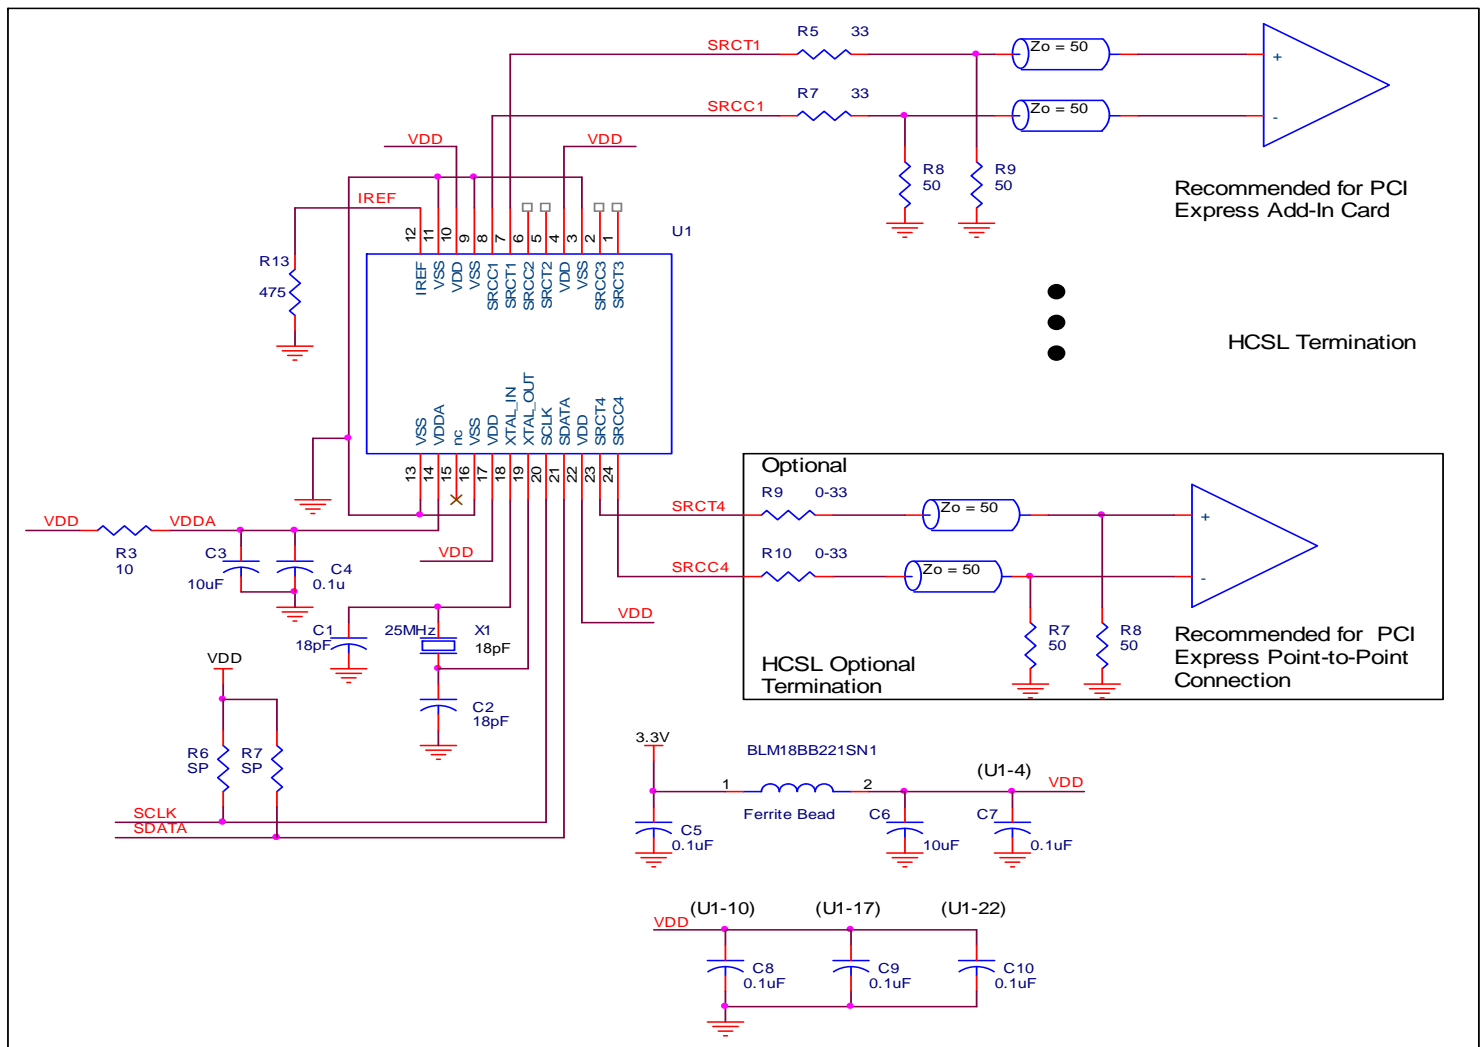 R5 33
SRCT1
Zo = 50
+
R7 33
SRCC1
Zo = 50
-
VDD
VDD
R8
50
R9
50
Recommended for PCI
Express Add-In Card
IREF
12
11
10
9
8
7
6
5
4
3
2
1
U1
R13
475
IREF
VSS
VDD
VSS
SRCC1
SRCT1
SRCC2
SRCT2
VDD
VSS
SRCC3
SRCT3
HCSL Termination
VSS
VDDA
nc
VSS
VDD
XTAL_IN
XTAL_OUT
SCLK
SDATA
VDD
SRCT4
SRCC4
13
14
15
16
17
18
19
20
21
22
23
24
Optional
R9 0-33
SRCT4
Zo = 50
+
R10 0-33
SRCC4
Zo = 50
-
VDD
VDDA
R3
10
C3
10uF
C4
0.1u
VDD
VDD
C1
18pF
25MHz
X1
18pF
R7
50
R8
50
Recommended for PCI
Express Point-to-Point
Connection
HCSL Optional
Termination
VDD
C2
18pF
R6
SP
R7
SP
SCLK
SDATA
3.3V
BLM18BB221SN1
1
2
Ferrite Bead
(U1-4)
VDD
C5
0.1uF
C6
10uF
C7
0.1uF
(U1-10)
(U1-17)
(U1-22)
VDD
C8
0.1uF
C9
0.1uF
C10
0.1uF